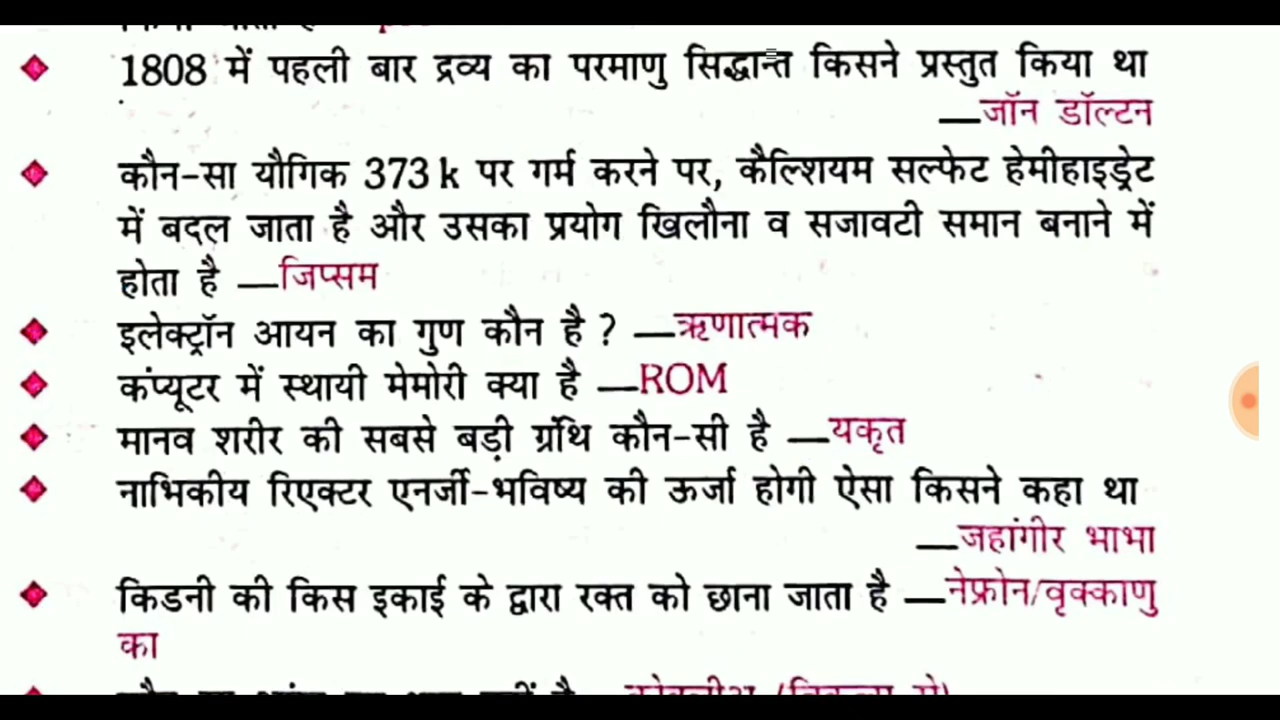 1808 में पहली बार द्रव्य का परमाणु सिद्धान्त किसने प्रस्तुत किया था
—जॉन डॉल्टन
कौन-सा यौगिक 373 k पर गर्म करने पर, कैल्शियम सल्फेट हेमीहाइड्रेट
में बदल जाता है और उसका प्रयोग खिलौना व सजावटी समान बनाने में
होता है —जिप्सम
इलेक्ट्रॉन आयन का गुण कौन है ? —ऋणात्मक
कंप्यूटर में स्थायी मेमोरी क्या है —ROM
मानव शरीर की सबसे बड़ी ग्रंथि कौन-सी है —यकृत
नाभिकीय रिएक्टर एनर्जी-भविष्य की ऊर्जा होगी ऐसा किसने कहा था
—जहांगीर भाभा
किडनी की किस इकाई के द्वारा रक्त को छाना जाता है —नेफ्रोन/वृक्काणु
का